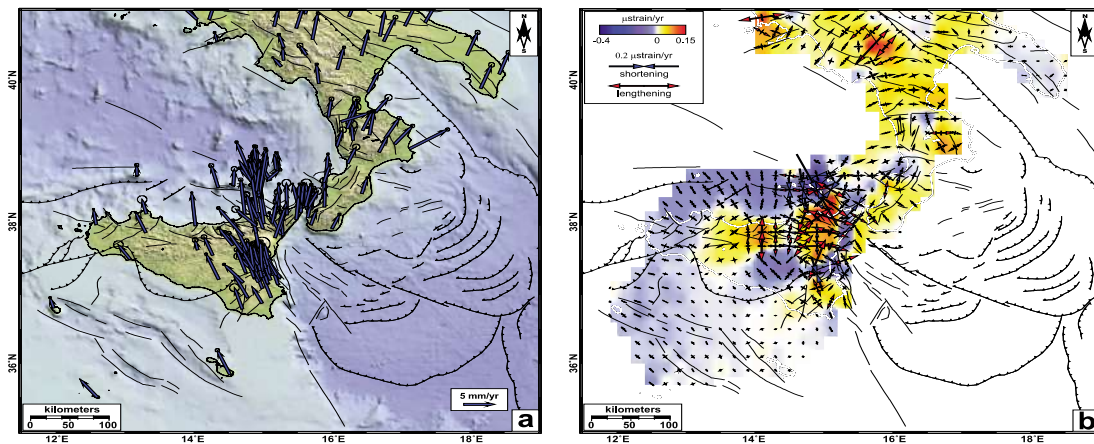 N
S
40°N
38°N
36°N
5 mm/yr
kilometers
0 50 100
a
12°E 14°E 16°E 18°E
µstrain/yr
-0.4 0 0.15
0.2 µstrain/yr
shortening
lengthening
N
S
40°N
38°N
36°N
kilometers
0 50 100
b
12°E 14°E 16°E 18°E